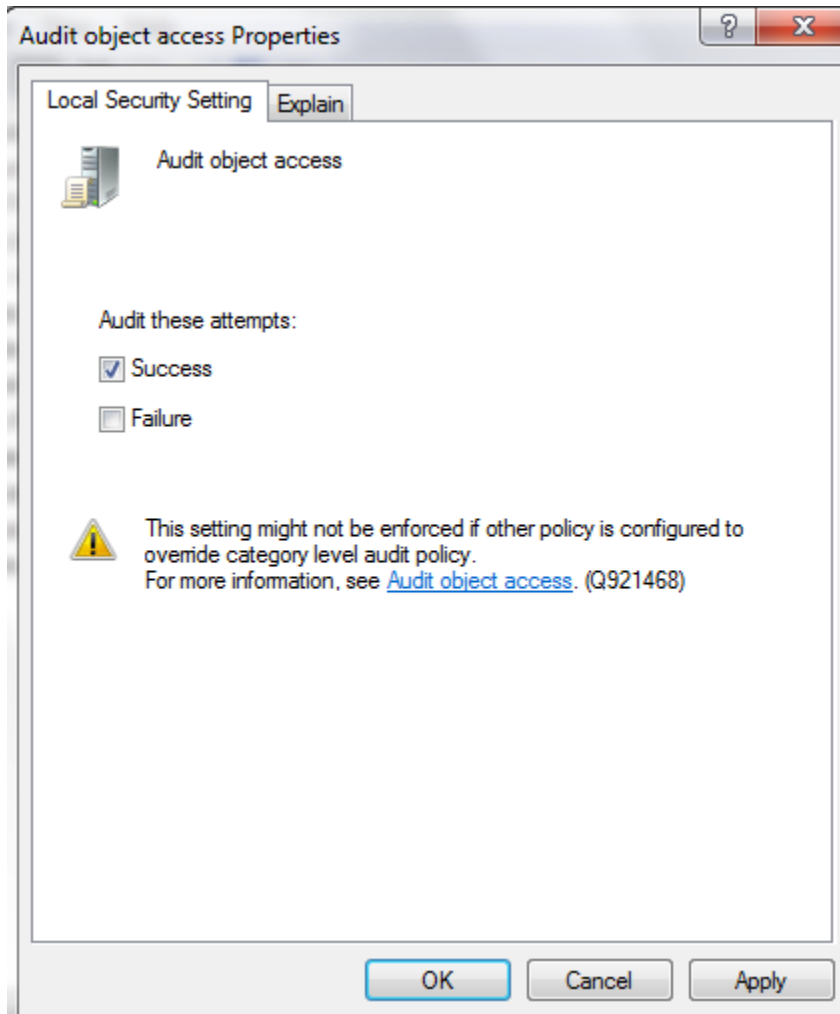 Audit object access Properties
Local Security Setting
Explain
Audit object access
Audit these attempts:
Success
Failure
This setting might not be enforced if other policy is configured to
override category level audit policy.
For more information, see Audit object access. (Q921468)
OK
Cancel
Apply